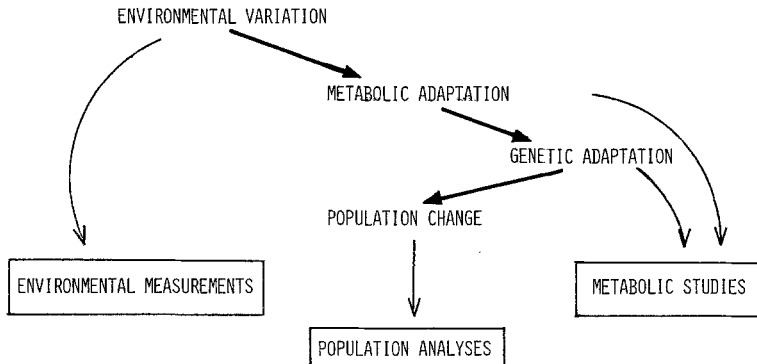 ENVIRONMENTAL VARIATION
METABOLIC ADAPTATION
GENETIC ADAPTATION
POPULATION CHANGE
ENVIRONMENTAL MEASUREMENTS
METABOLIC STUDIES
POPULATION ANALYSES